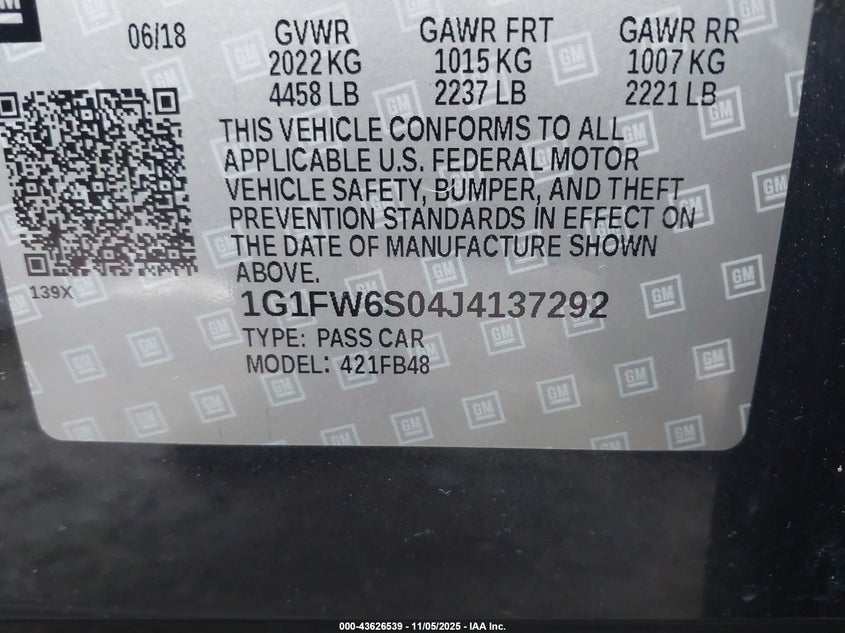 GM
06/18 GVWR GAWR FRT GAWR RR
2022 KG 1015 KG 1007 KG
4458 LB 2237 LB 2221 LB
THIS VEHICLE CONFORMS TO ALL
APPLICABLE U.S. FEDERAL MOTOR
VEHICLE SAFETY, BUMPER, AND THEFT
PREVENTION STANDARDS IN EFFECT ON
THE DATE OF MANUFACTURE SHOWN
ABOVE.
139X
1G1FW6S04J4137292
TYPE: PASS CAR
MODEL: 421FB48
000-43626539 - 11/05/2025 - IAA Inc.